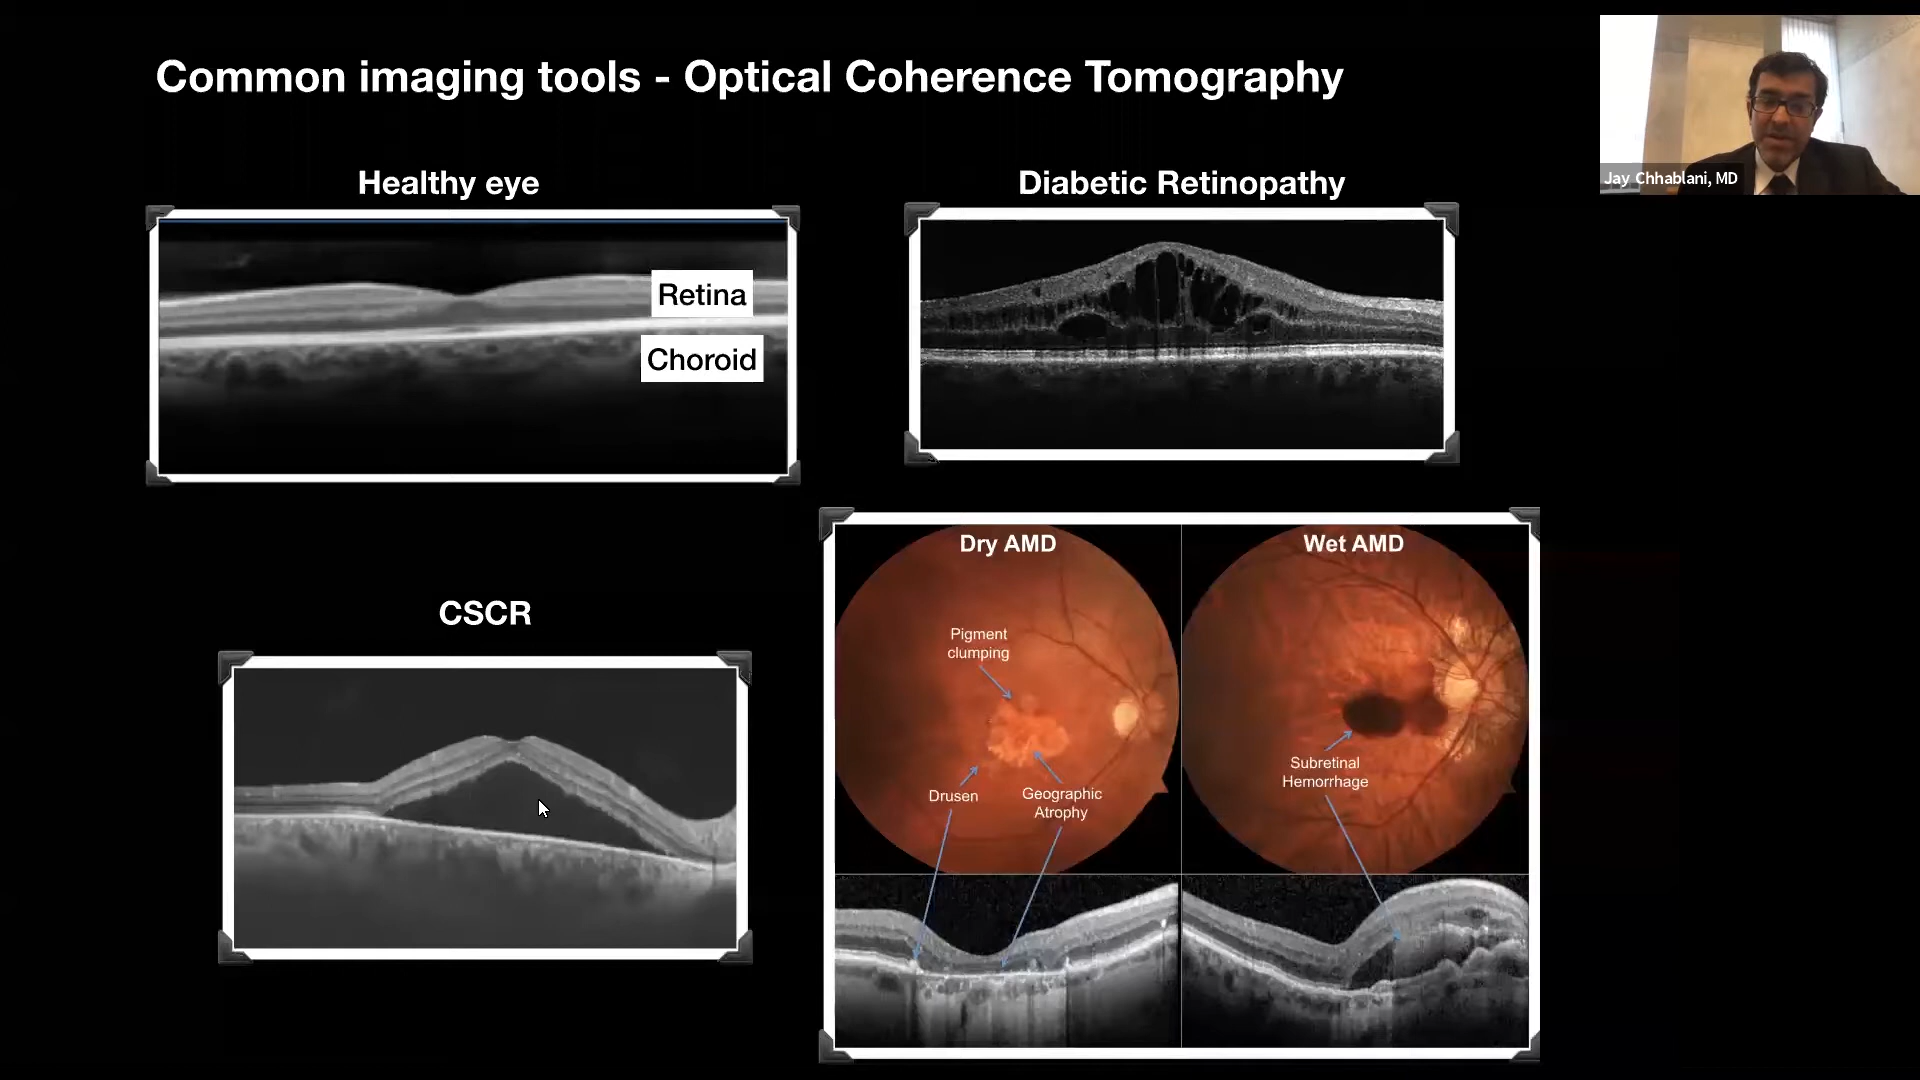 Common imaging tools - Optical Coherence Tomography
Jay Chhablani, MD
Healthy eye
Retina
Choroid
Diabetic Retinopathy
CSCR
Dry AMD
Pigment
clumping
Drusen
Geographic
Atrophy
Wet AMD
Subretinal
Hemorrhage